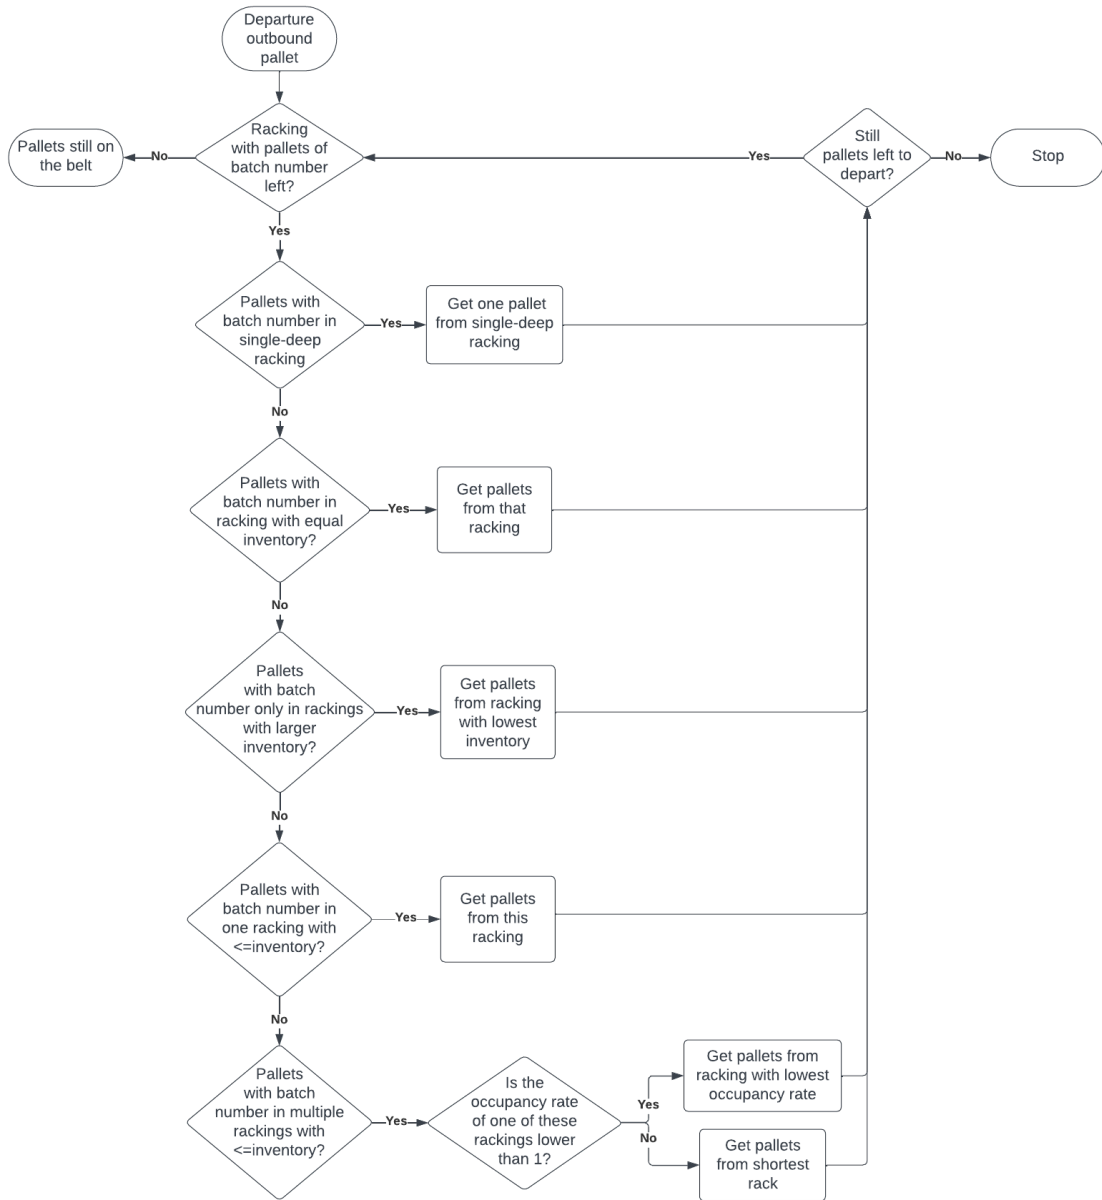 Departure
outbound
pallet
Racking
with pallets of
batch number
left?
No
Pallets still on
the belt
Yes
Still
pallets left to
depart?
No
Stop
Yes
Pallets with
batch number in
single-deep
racking
Yes
Get one pallet
from single-deep
racking
No
Pallets with
batch number in
racking with equal
inventory?
Yes
Get pallets
from that
racking
No
Pallets
with batch
number only in rackings
with larger
inventory?
Yes
Get pallets
from racking
with lowest
inventory
No
Pallets with
batch number in
one racking with
<=inventory?
Yes
Get pallets
from this
racking
No
Pallets
with batch
number in multiple
rackings with
<=inventory?
Yes
Is the
occupancy rate
of one of these
rackings lower
than 1?
Yes
Get pallets from
racking with lowest
occupancy rate
No
Get pallets
from shortest
rack